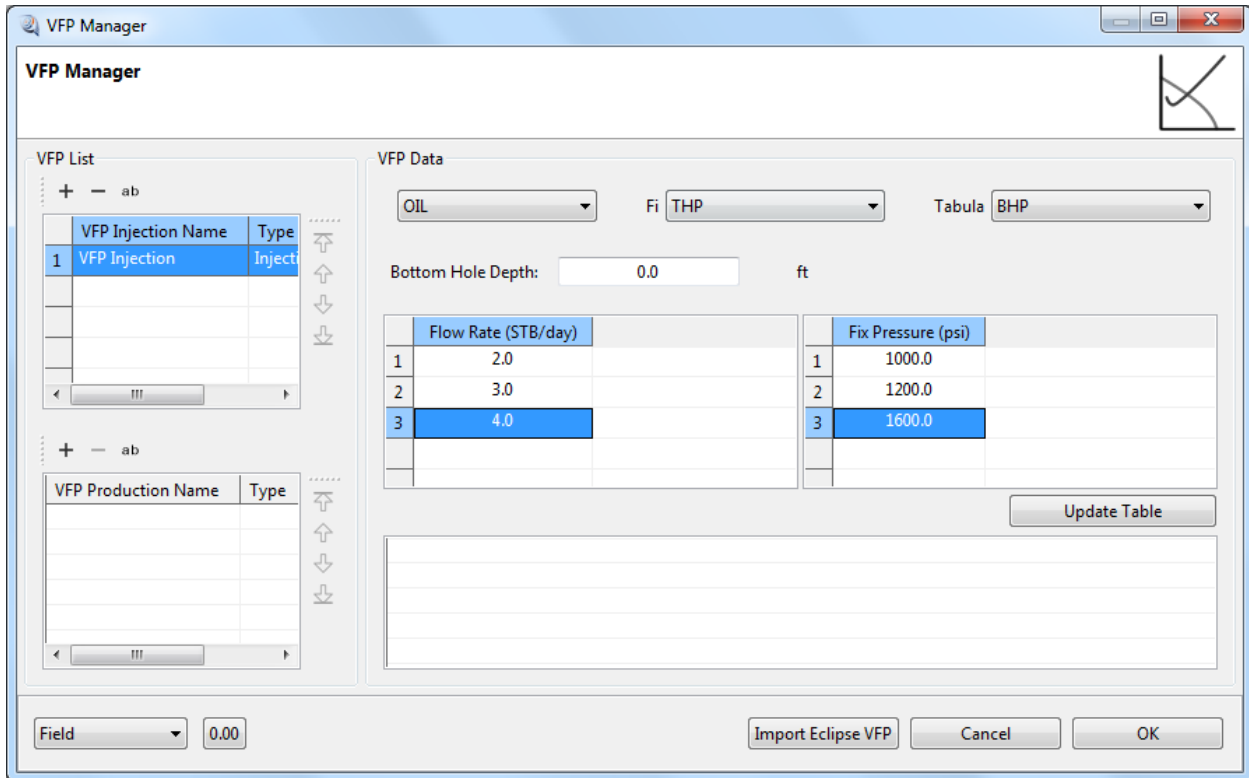 VFP Manager
VFP Manager
VFP List
ab
VFP Injection Name Type
1 VFP Injection Injecti
ab
VFP Production Name Type
VFP Data
OIL Fi THP Tabula BHP
Bottom Hole Depth: 0.0 ft
Flow Rate (STB/day)
1 2.0
2 3.0
3 4.0
Fix Pressure (psi)
1 1000.0
2 1200.0
3 1600.0
Update Table
Field 0.00 Import Eclipse VFP Cancel OK